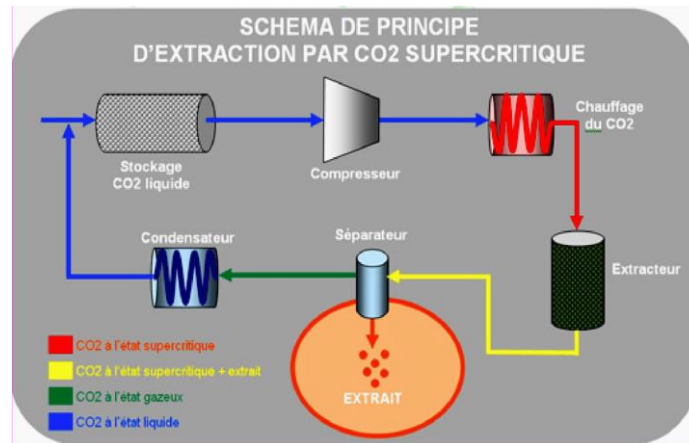 SCHEMA DE PRINCIPE
D'EXTRACTION PAR CO2 SUPERCRITIQUE
Stockage
CO2 liquide
Compresseur
Chauffage
du CO2
Condensateur
Séparateur
Extracteur
EXTRAIT
CO2 à l'état supercritique
CO2 à l'état supercritique + extrait
CO2 à l'état gazeux
CO2 à l'état liquide